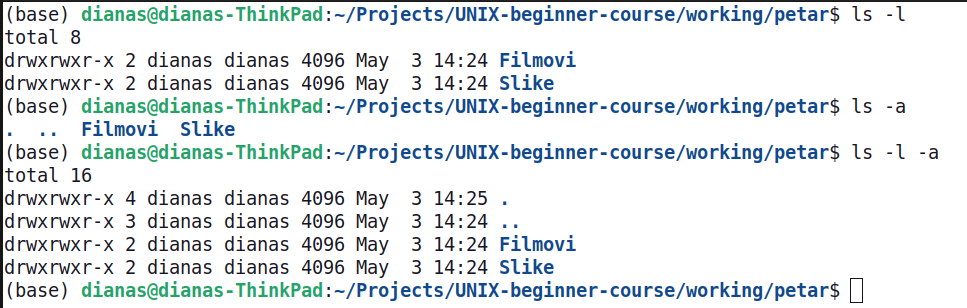 (base) dianas@dianas-ThinkPad:~/Projects/UNIX-beginner-course/working/petar$ ls -l
total 8
drwxrwxr-x 2 dianas dianas 4096 May  3 14:24 Filmovi
drwxrwxr-x 2 dianas dianas 4096 May  3 14:24 Slike
(base) dianas@dianas-ThinkPad:~/Projects/UNIX-beginner-course/working/petar$ ls -a
.  ..  Filmovi  Slike
(base) dianas@dianas-ThinkPad:~/Projects/UNIX-beginner-course/working/petar$ ls -l -a
total 16
drwxrwxr-x 4 dianas dianas 4096 May  3 14:25 .
drwxrwxr-x 3 dianas dianas 4096 May  3 14:24 ..
drwxrwxr-x 2 dianas dianas 4096 May  3 14:24 Filmovi
drwxrwxr-x 2 dianas dianas 4096 May  3 14:24 Slike
(base) dianas@dianas-ThinkPad:~/Projects/UNIX-beginner-course/working/petar$